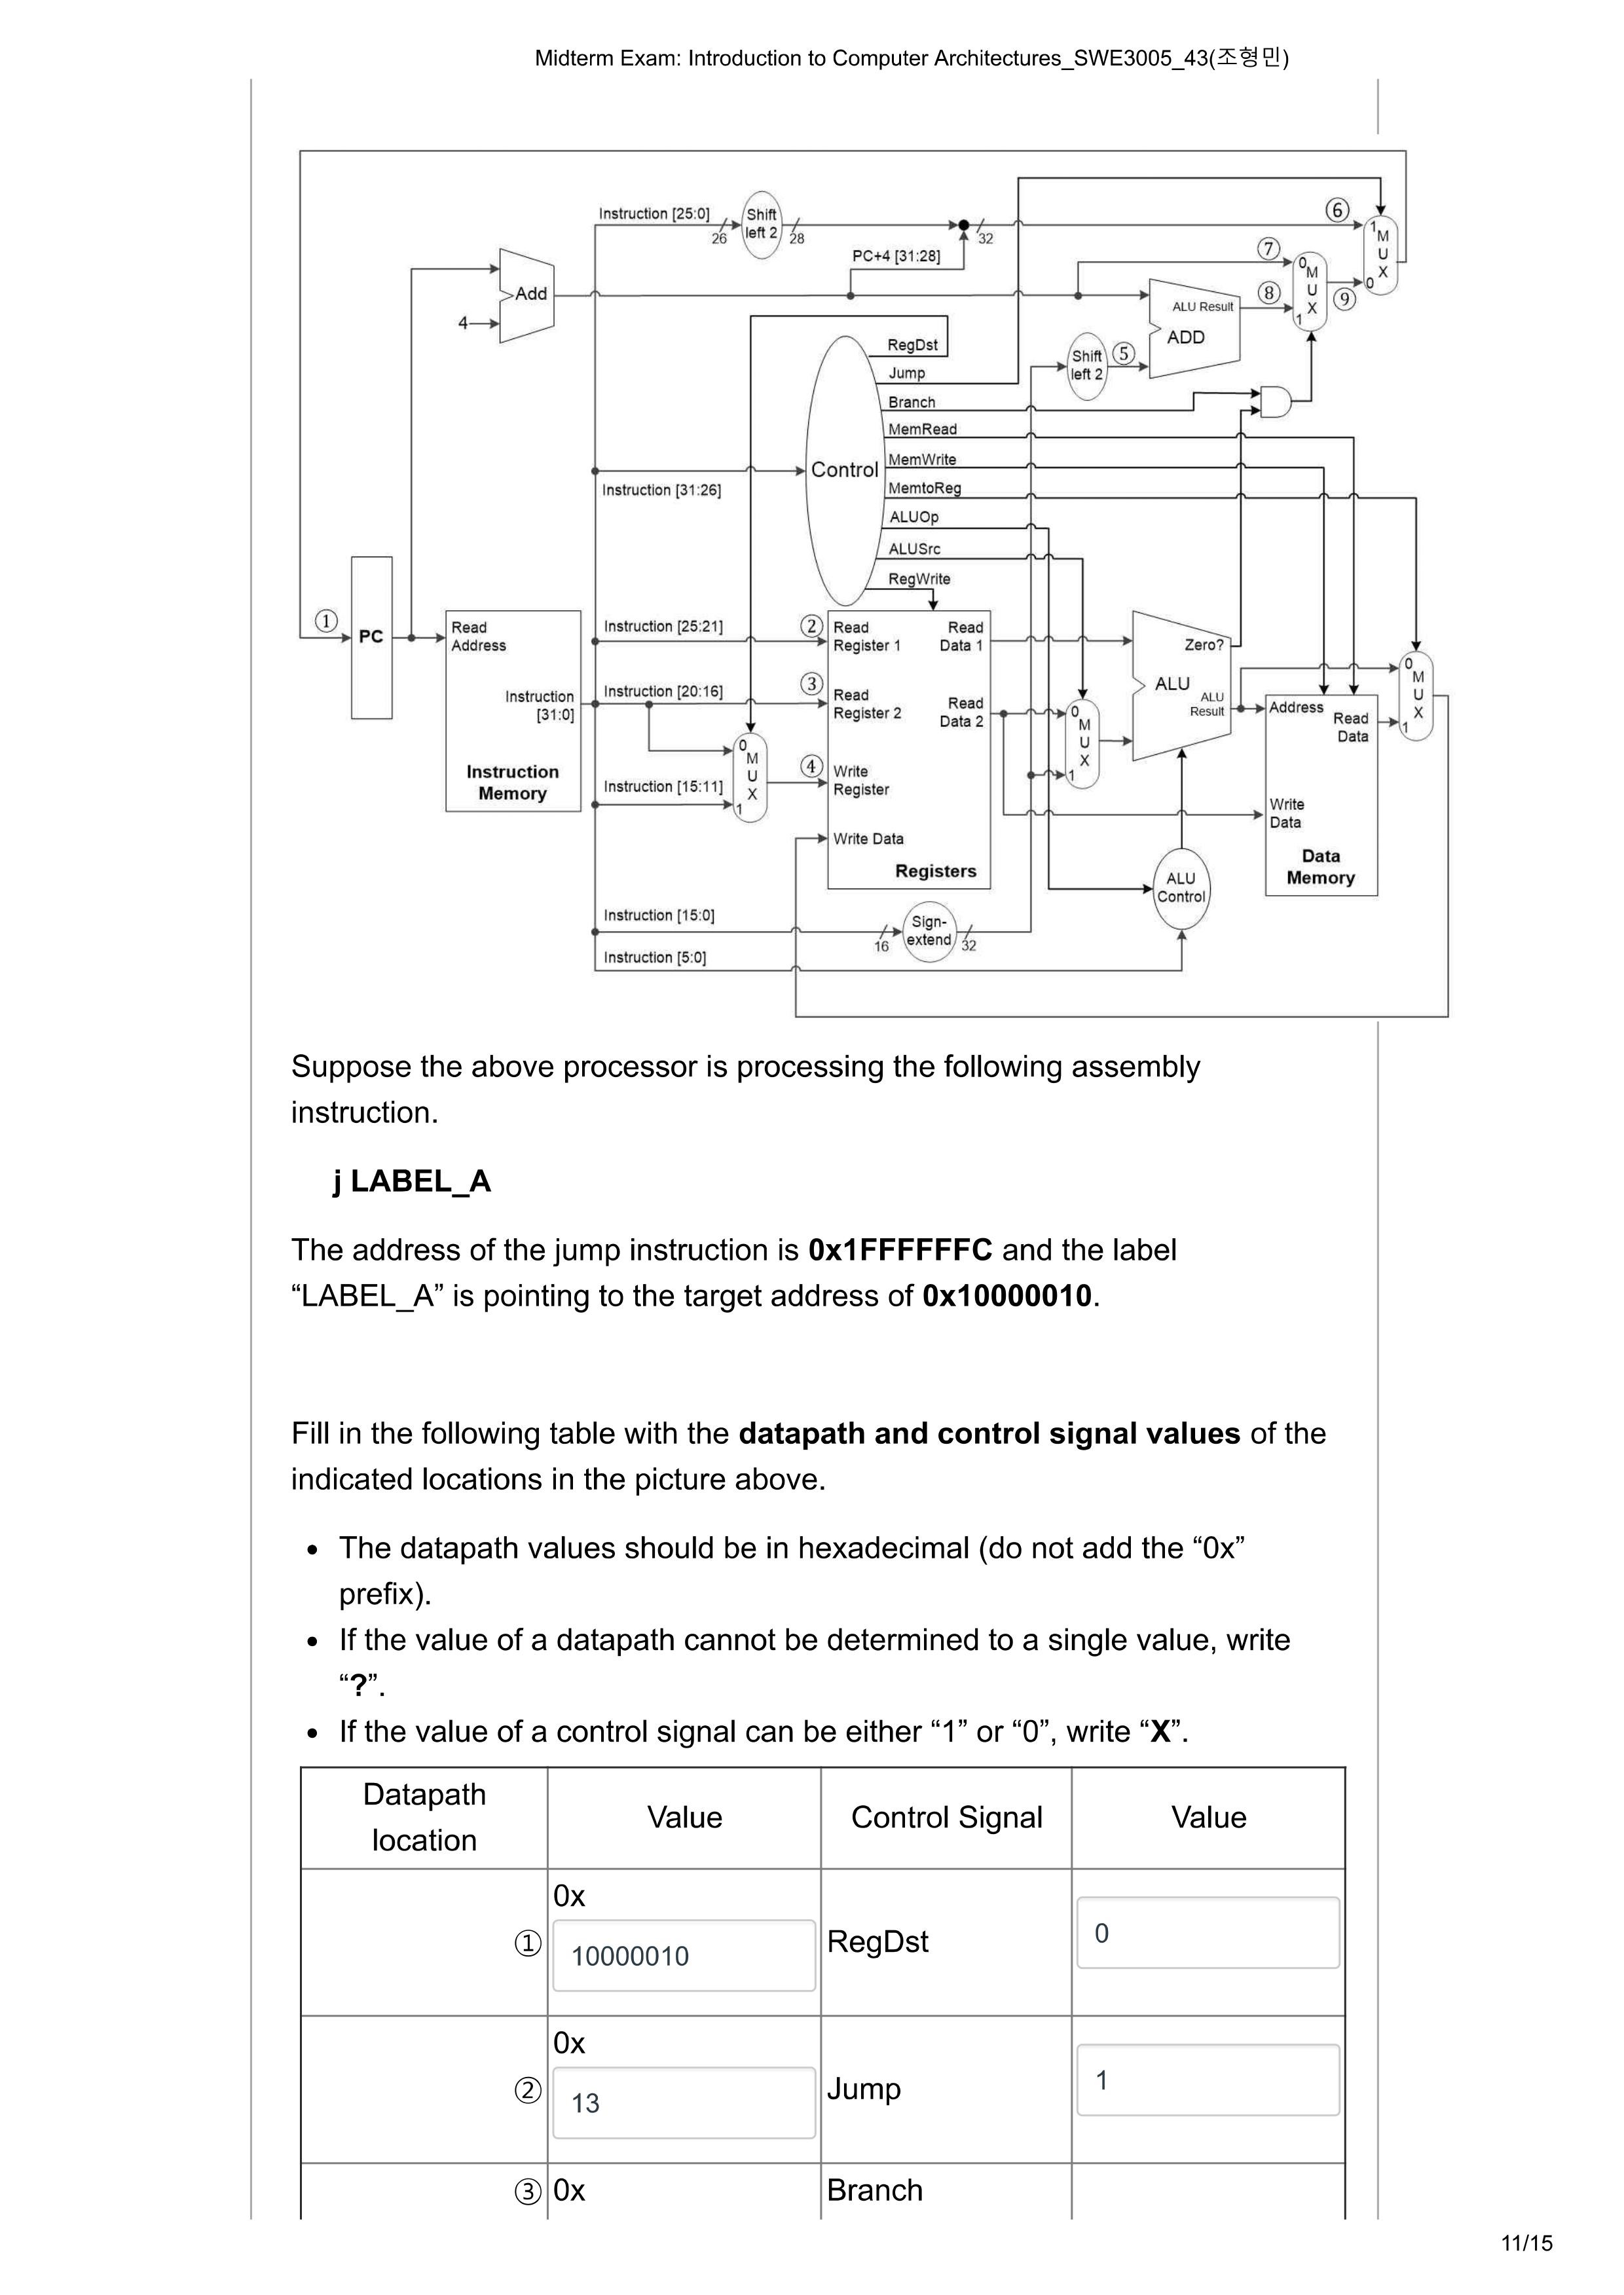 Midterm Exam: Introduction to Computer Architectures_SWE3005_43(조형민)
Instruction [25:0]
26
Shift
left 2
28
32
PC+4 [31:28]
⑥
1
M
U
X
0
⑦
0
M
U
X
1
⑧
⑨
Add
4
ALU Result
ADD
Shift
left 2
⑤
RegDst
Jump
Branch
MemRead
MemWrite
MemtoReg
ALUOp
ALUSrc
RegWrite
Control
Instruction [31:26]
①
PC
Read
Address
Instruction
[31:0]
Instruction
Memory
Instruction [25:21]
Instruction [20:16]
Instruction [15:11]
0
M
U
X
1
②
Read
Register 1
③
Read
Register 2
④
Write
Register
Write Data
Read
Data 1
Read
Data 2
Registers
0
M
U
X
1
Zero?
ALU
ALU
Result
Address
Read
Data
Write
Data
Data
Memory
0
M
U
X
1
ALU
Control
Instruction [15:0]
16
Sign-
extend
32
Instruction [5:0]
Suppose the above processor is processing the following assembly
instruction.
j LABEL_A
The address of the jump instruction is 0x1FFFFFFC and the label
“LABEL_A” is pointing to the target address of 0x10000010.
Fill in the following table with the datapath and control signal values of the
indicated locations in the picture above.
• The datapath values should be in hexadecimal (do not add the “0x”
prefix).
• If the value of a datapath cannot be determined to a single value, write
“?”.
• If the value of a control signal can be either “1” or “0”, write “X”.
Datapath
location
Value
Control Signal
Value
①
0x
10000010
RegDst
0
②
0x
13
Jump
1
③
0x
Branch
11/15